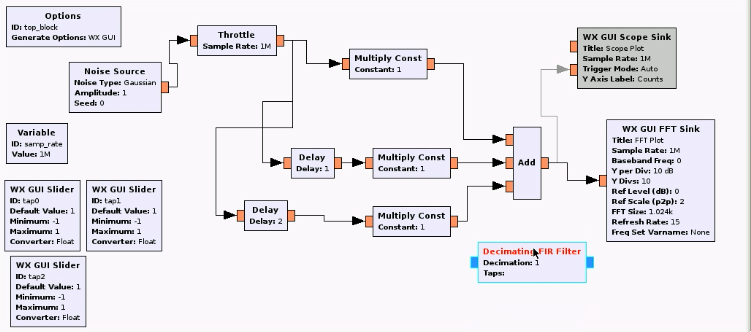 Options
ID: top_block
Generate Options: WX GUI
Noise Source
Noise Type: Gaussian
Amplitude: 1
Seed: 0
Throttle
Sample Rate: 1M
Multiply Const
Constant: 1
WX GUI Scope Sink
Title: Scope Plot
Sample Rate: 1M
Trigger Mode: Auto
Y Axis Label: Counts
Variable
ID: samp_rate
Value: 1M
Delay
Delay: 1
Multiply Const
Constant: 1
Add
WX GUI FFT Sink
Title: FFT Plot
Sample Rate: 1M
Baseband Freq: 0
Y per Div: 10 dB
Y Divs: 10
Ref Level (dB): 0
Ref Scale (p2p): 2
FFT Size: 1.024k
Refresh Rate: 15
Freq Set Varname: None
WX GUI Slider
ID: tap0
Default Value: 1
Minimum: -1
Maximum: 1
Converter: Float
WX GUI Slider
ID: tap1
Default Value: 1
Minimum: -1
Maximum: 1
Converter: Float
Delay
Delay: 2
Multiply Const
Constant: 1
Decimating FIR Filter
Decimation: 1
Taps:
WX GUI Slider
ID: tap2
Default Value: 1
Minimum: -1
Maximum: 1
Converter: Float